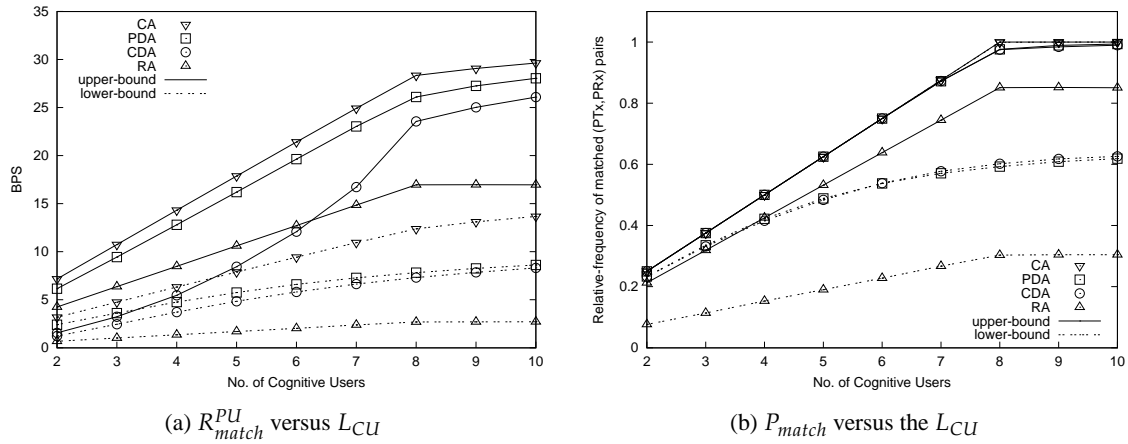 35
30
25
20
15
10
5
0
BPS
CA
PDA
CDA
RA
upper-bound
lower-bound
2 3 4 5 6 7 8 9 10
No. of Cognitive Users
(a) R_{match}^{PU} versus L_{CU}
1
0.8
0.6
0.4
0.2
0
Relative-frequency of matched (PTx,PRx) pairs
CA
PDA
CDA
RA
upper-bound
lower-bound
2 3 4 5 6 7 8 9 10
No. of Cognitive Users
(b) P_{match} versus the L_{CU}